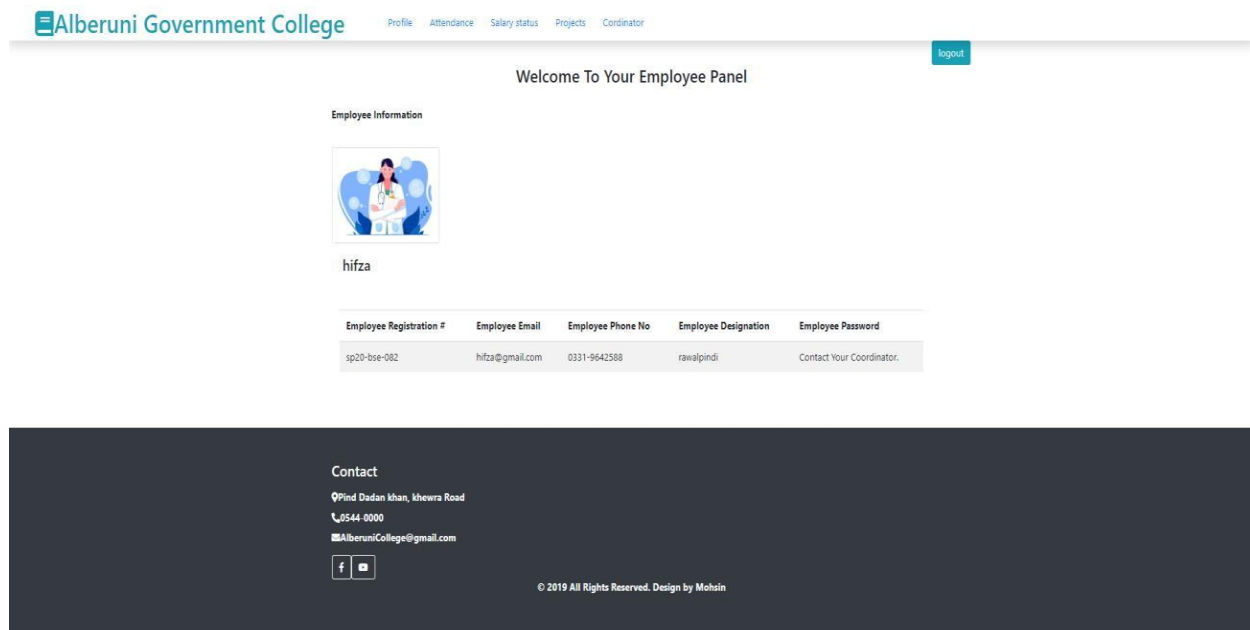 Alberuni Government College Profile Attendance Salary status Projects Cordinator
logout
Welcome To Your Employee Panel
Employee Information
hifza
Employee Registration # Employee Email Employee Phone No Employee Designation Employee Password
sp20-bse-082 hifza@gmail.com 0331-9642588 rawalpindi Contact Your Coordinator.
Contact
Pind Dadan khan, khewra Road
0544-0000
AlberuniCollege@gmail.com
© 2019 All Rights Reserved. Design by Mohsin